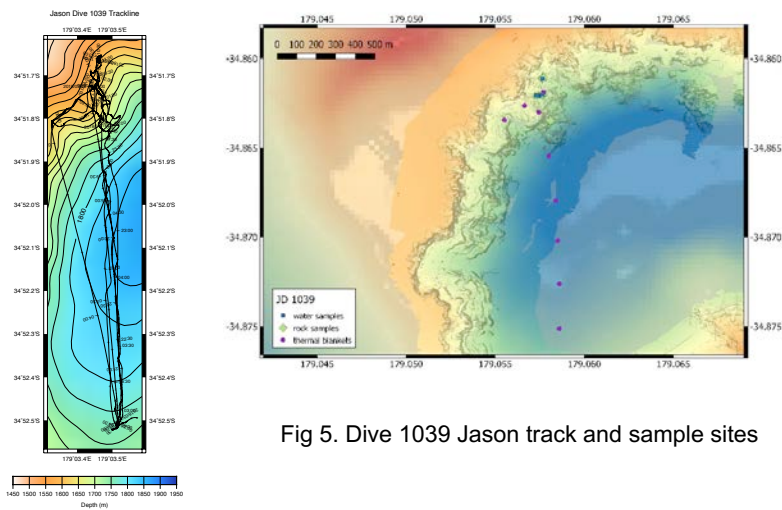 Jason Dive 1039 Trackline
179˚03.4'E 179˚03.5'E
34˚51.7'S 34˚51.7'S
34˚51.8'S 34˚51.8'S
34˚51.9'S 34˚51.9'S
34˚52.0'S 34˚52.0'S
1800
34˚52.1'S 34˚52.1'S
34˚52.2'S 34˚52.2'S
34˚52.3'S 34˚52.3'S
34˚52.4'S 34˚52.4'S
34˚52.5'S 34˚52.5'S
179˚03.4'E 179˚03.5'E
1450 1500 1550 1600 1650 1700 1750 1800 1850 1900 1950
Depth (m)
179.045 179.050 179.055 179.060 179.065
0 100 200 300 400 500 m
-34.860 -34.860
-34.865 -34.865
-34.870 -34.870
-34.875 -34.875
JD 1039
water samples
rock samples
thermal blankets
179.045 179.050 179.055 179.060 179.065
Fig 5. Dive 1039 Jason track and sample sites